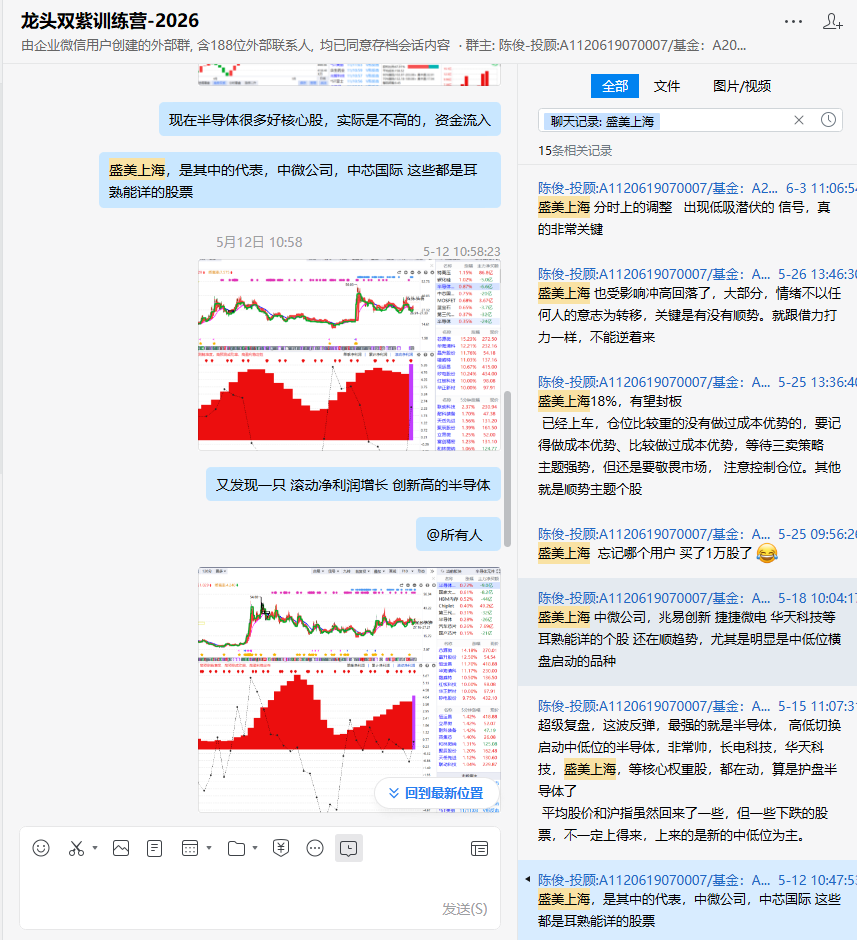 龙头双紫训练营-2026
由企业微信用户创建的外部群, 含188位外部联系人, 均已同意存档会话内容 · 群主: 陈俊-投顾:A1120619070007/基金：A20...
现在半导体很多好核心股，实际是不高的，资金流入
盛美上海，是其中的代表，中微公司，中芯国际 这些都是耳
熟能详的股票
5月12日 10:58
5-12 10:58:23
又发现一只 滚动净利润增长 创新高的半导体
@所有人
回到最新位置
发送(S)
全部 文件 图片/视频
聊天记录: 盛美上海
15条相关记录
陈俊-投顾:A1120619070007/基金：A2... 6-3 11:06:54
盛美上海 分时上的调整 出现低吸潜伏的 信号，真
的非常关键
陈俊-投顾:A1120619070007/基金：A... 5-26 13:46:30
盛美上海 也受影响冲高回落了，大部分，情绪不以任
何人的意志为转移，关键是有没有顺势。就跟借力打
力一样，不能逆着来
陈俊-投顾:A1120619070007/基金：A... 5-25 13:36:40
盛美上海18%，有望封板
已经上车，仓位比较重的没有做过成本优势的，要记
得做成本优势、比较做过成本优势，等待三卖策略
主题强势，但还是要敬畏市场， 注意控制仓位。其他
就是顺势主题个股
陈俊-投顾:A1120619070007/基金：A... 5-25 09:56:26
盛美上海 忘记哪个用户 买了1万股了😂
陈俊-投顾:A1120619070007/基金：A... 5-18 10:04:17
盛美上海 中微公司，兆易创新 捷捷微电 华天科技等
耳熟能详的个股 还在顺趋势，尤其是明显是中低位横
盘启动的品种
陈俊-投顾:A1120619070007/基金：A... 5-15 11:07:31
超级复盘，这波反弹，最强的就是半导体， 高低切换
启动中低位的半导体，非常帅，长电科技，华天科
技，盛美上海，等核心权重股，都在动，算是护盘半
导体了
平均股价和沪指虽然回来了一些，但一些下跌的股
票，不一定上得来，上来的是新的中低位为主。
陈俊-投顾:A1120619070007/基金：A... 5-12 10:47:53
盛美上海，是其中的代表，中微公司，中芯国际 这些
都是耳熟能详的股票